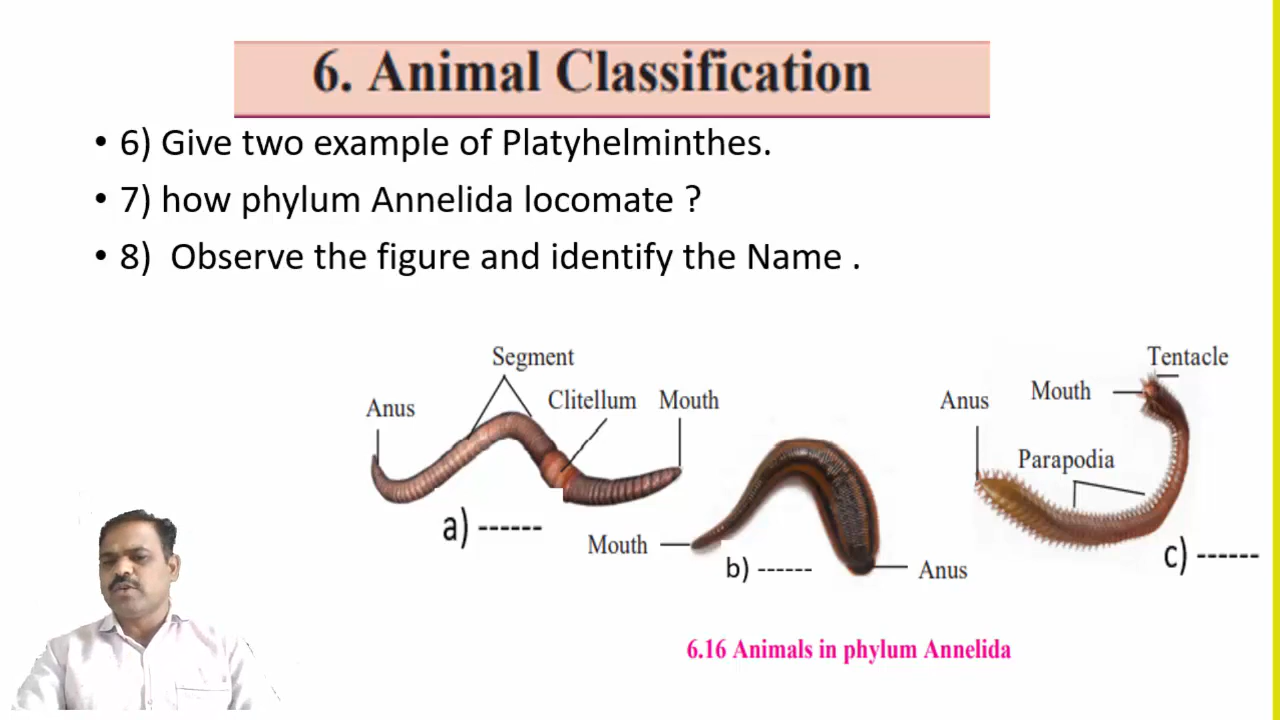 6. Animal Classification
• 6) Give two example of Platyhelminthes.
• 7) how phylum Annelida locomate ?
• 8) Observe the figure and identify the Name .
Segment
Tentacle
Anus
Clitellum
Mouth
Anus
Mouth
Parapodia
a) ------
Mouth
b) ------
Anus
c) ------
6.16 Animals in phylum Annelida